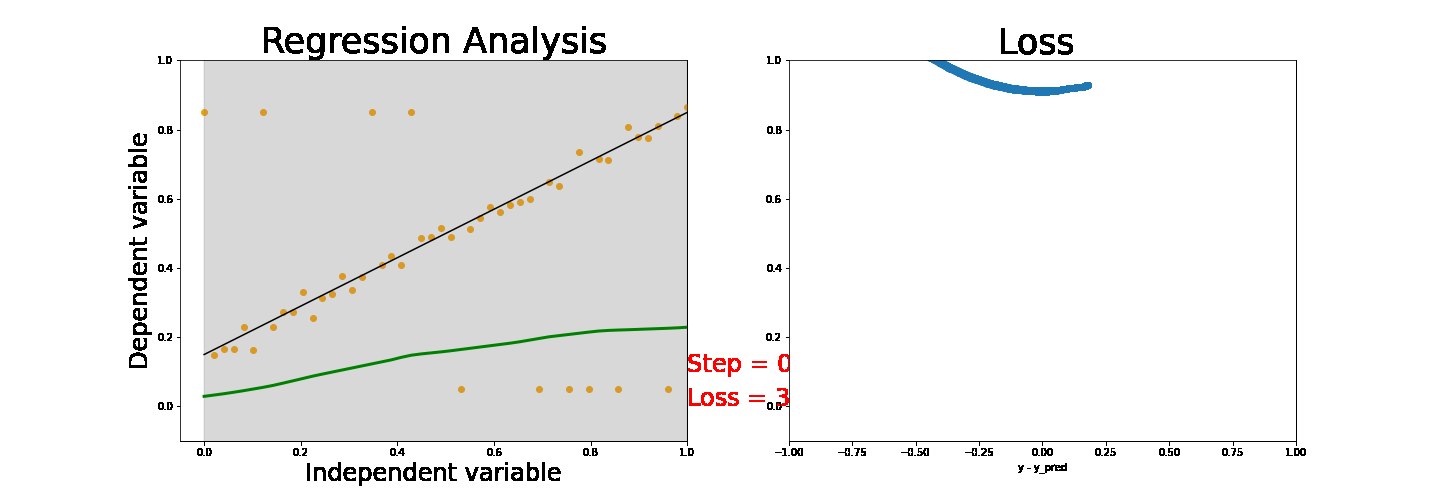 Regression Analysis
Dependent variable
1.0
0.8
0.6
0.4
0.2
0.0
0.0 0.2 0.4 0.6 0.8 1.0
Independent variable
Step = 0
Loss = 3
Loss
1.0
0.8
0.6
0.4
0.2
0.0
-1.00 -0.75 -0.50 -0.25 0.00 0.25 0.50 0.75 1.00
y - y_pred